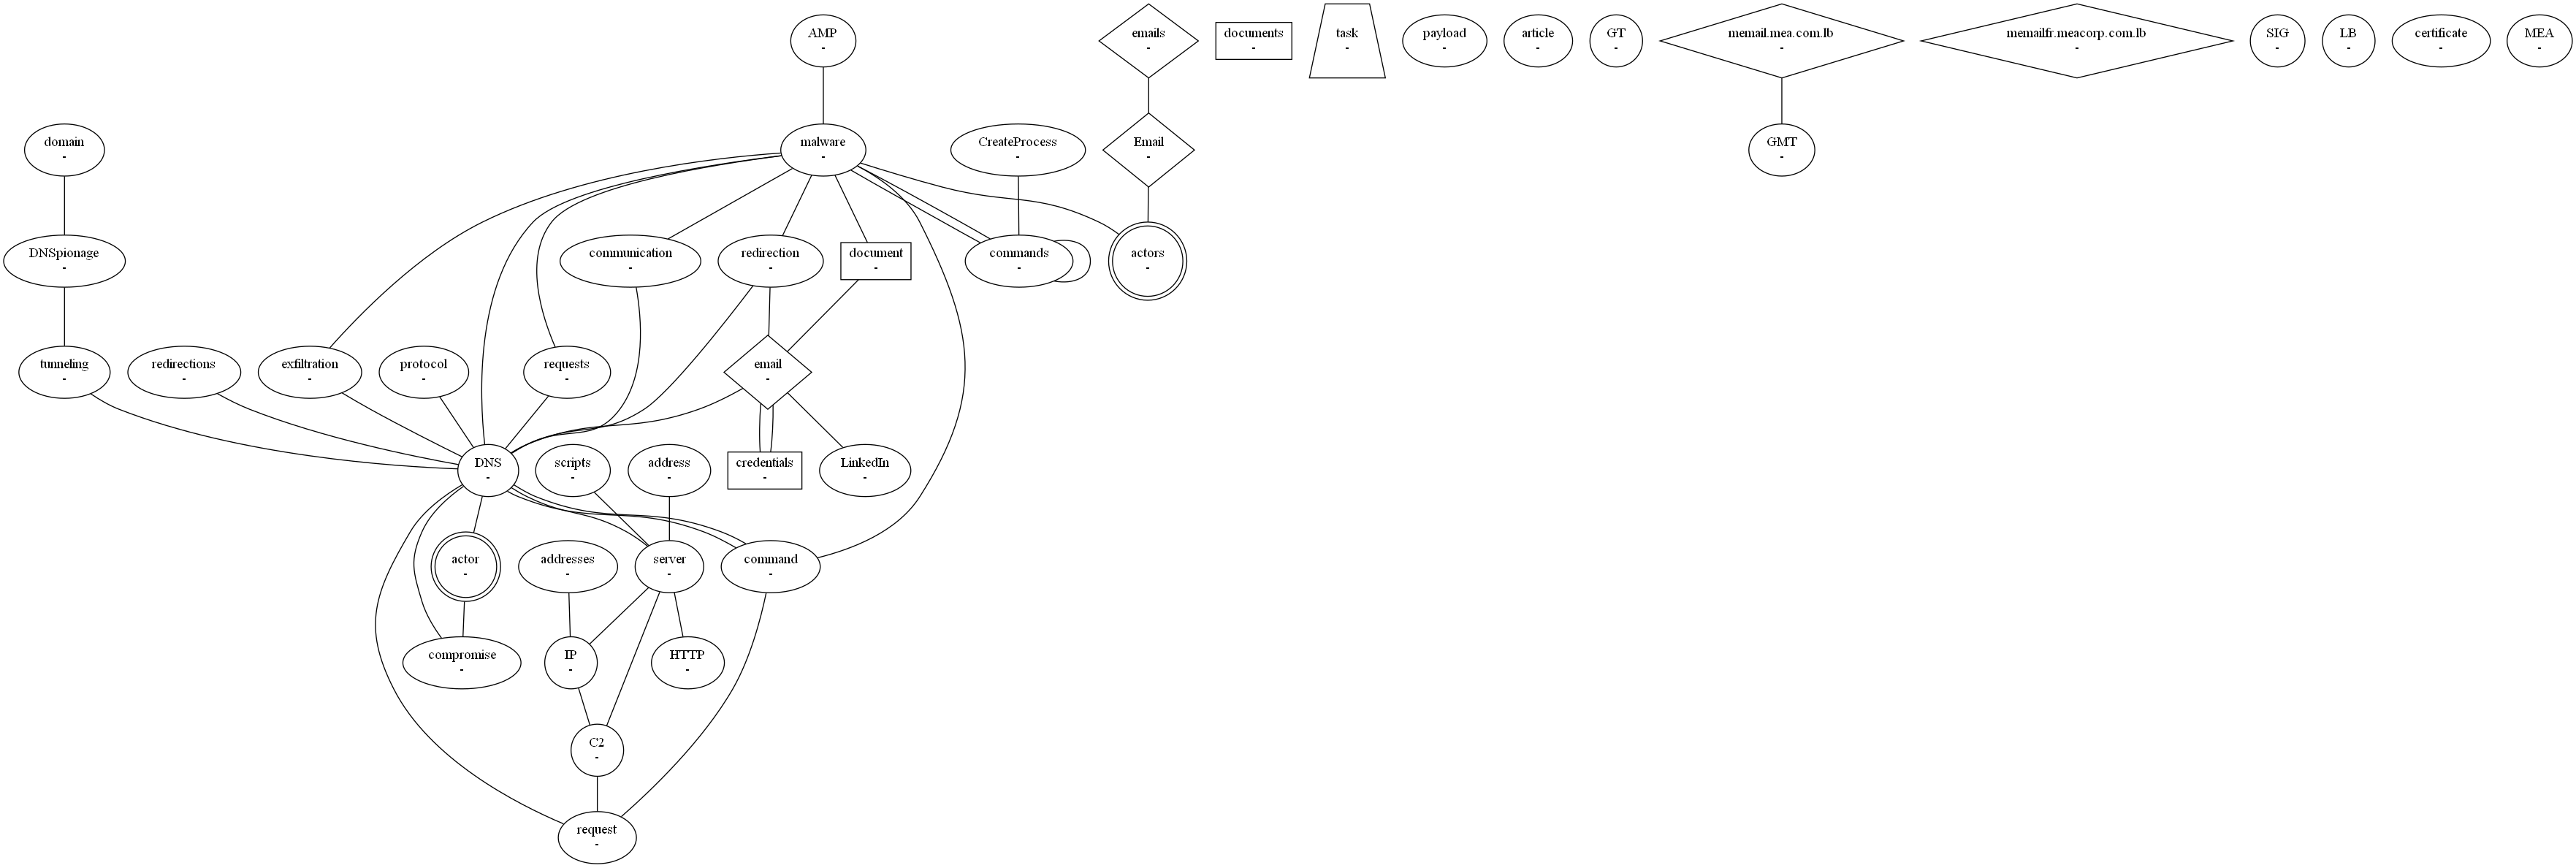 AMP
-
emails
-
documents
-
task
-
payload
-
article
-
GT
-
memail.mea.com.lb
-
memailfr.meacorp.com.lb
-
SIG
-
LB
-
certificate
-
MEA
-
domain
-
malware
-
CreateProcess
-
Email
-
GMT
-
DNSpionage
-
communication
-
redirection
-
document
-
commands
-
actors
-
tunneling
-
redirections
-
exfiltration
-
protocol
-
requests
-
email
-
DNS
-
scripts
-
address
-
credentials
-
LinkedIn
-
actor
-
addresses
-
server
-
command
-
compromise
-
IP
-
HTTP
-
C2
-
request
-